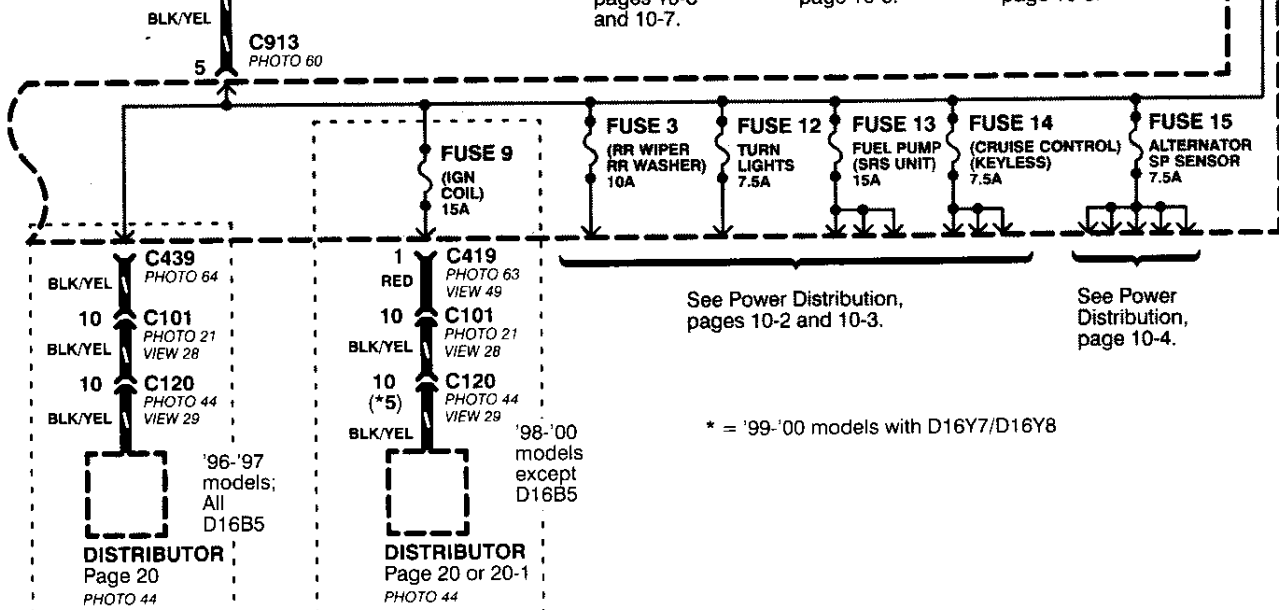 and 10-7.
BLK/YEL
C913
PHOTO 60
5
FUSE 9
(IGN
COIL)
15A
FUSE 3
(RR WIPER
RR WASHER)
10A
FUSE 12
TURN
LIGHTS
7.5A
FUSE 13
FUEL PUMP
(SRS UNIT)
15A
FUSE 14
(CRUISE CONTROL)
(KEYLESS)
7.5A
FUSE 15
ALTERNATOR
SP SENSOR
7.5A
C439
PHOTO 64
BLK/YEL
10 C101
PHOTO 21
VIEW 28
BLK/YEL
10 C120
PHOTO 44
VIEW 29
BLK/YEL
'96-'97
models;
All
D16B5
DISTRIBUTOR
Page 20
PHOTO 44
1 C419
PHOTO 63
VIEW 49
RED
10 C101
PHOTO 21
VIEW 28
BLK/YEL
10 C120
(*5)
PHOTO 44
VIEW 29
BLK/YEL
'98-'00
models
except
D16B5
DISTRIBUTOR
Page 20 or 20-1
PHOTO 44
See Power Distribution,
pages 10-2 and 10-3.
See Power
Distribution,
page 10-4.
* = '99-'00 models with D16Y7/D16Y8